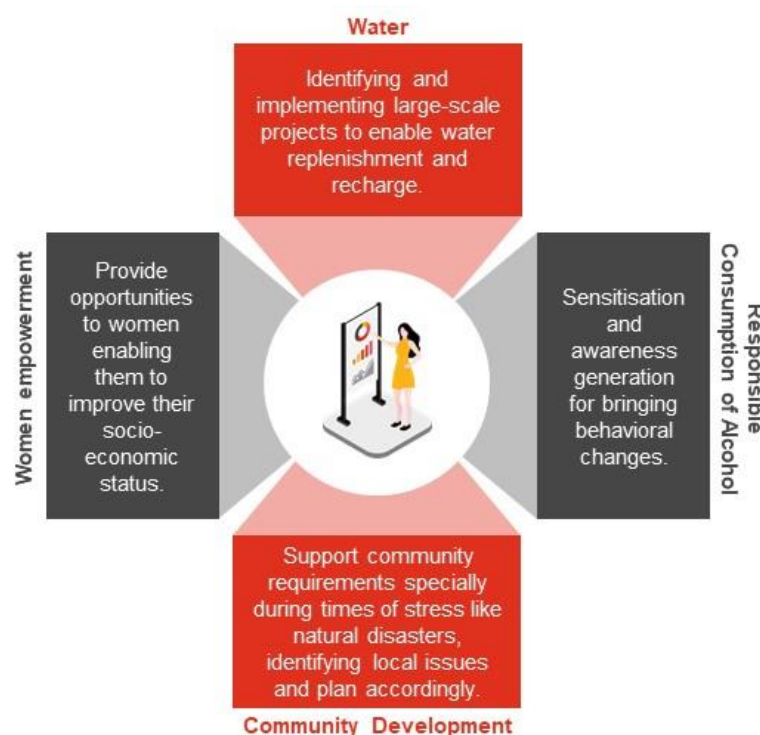 Water
Identifying and
implementing large-scale
projects to enable water
replenishment and
recharge.
Women empowerment
Provide
opportunities
to women
enabling
them to
improve their
socio-
economic
status.
Sensitisation
and
awareness
generation
for bringing
behavioral
changes.
Responsible
Consumption of Alcohol
Support community
requirements specially
during times of stress like
natural disasters,
identifying local issues
and plan accordingly.
Community Development